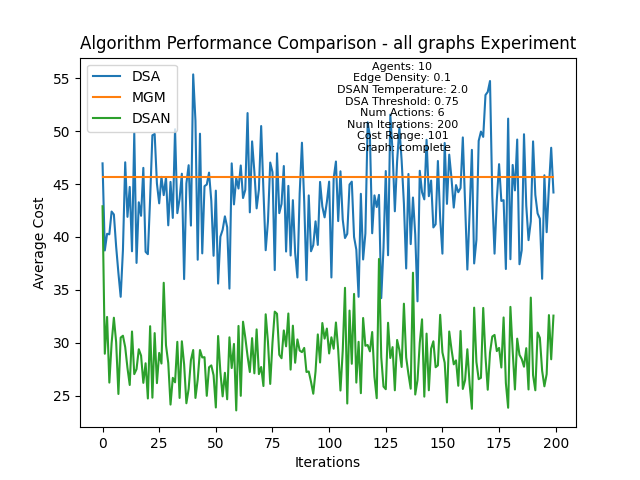 Algorithm Performance Comparison - all graphs Experiment
DSA
MGM
DSAN
Agents: 10
Edge Density: 0.1
DSAN Temperature: 2.0
DSA Threshold: 0.75
Num Actions: 6
Num Iterations: 200
Cost Range: 101
Graph: complete
Average Cost
55
50
45
40
35
30
25
0
25
50
75
100
125
150
175
200
Iterations